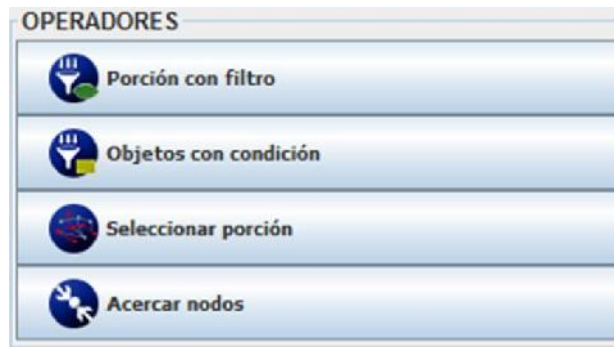 OPERADORES
Porción con filtro
Objetos con condición
Seleccionar porción
Acercar nodos